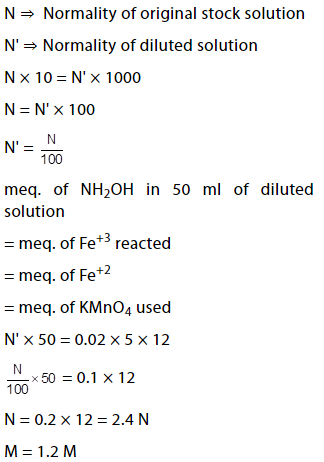 N ⇒ Normality of original stock solution
N' ⇒ Normality of diluted solution
N × 10 = N' × 1000
N = N' × 100
N' = N/100
meq. of NH₂OH in 50 ml of diluted
solution
= meq. of Fe⁺³ reacted
= meq. of Fe⁺²
= meq. of KMnO₄ used
N' × 50 = 0.02 × 5 × 12
N/100 × 50 = 0.1 × 12
N = 0.2 × 12 = 2.4 N
M = 1.2 M